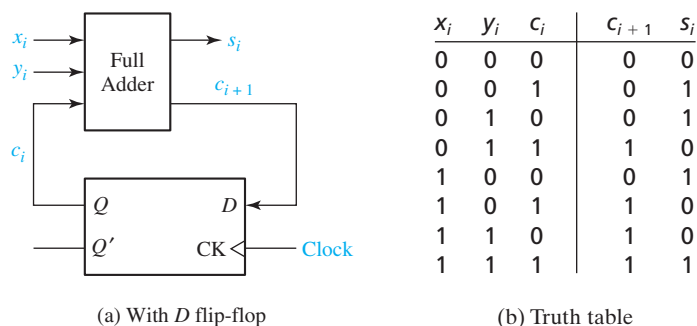 x_i
y_i
Full
Adder
s_i
c_{i+1}
c_i
Q
D
Q′
CK
Clock
(a) With D flip-flop
x_i y_i c_i c_{i + 1} s_i
0 0 0 0 0
0 0 1 0 1
0 1 0 0 1
0 1 1 1 0
1 0 0 0 1
1 0 1 1 0
1 1 0 1 0
1 1 1 1 1
(b) Truth table